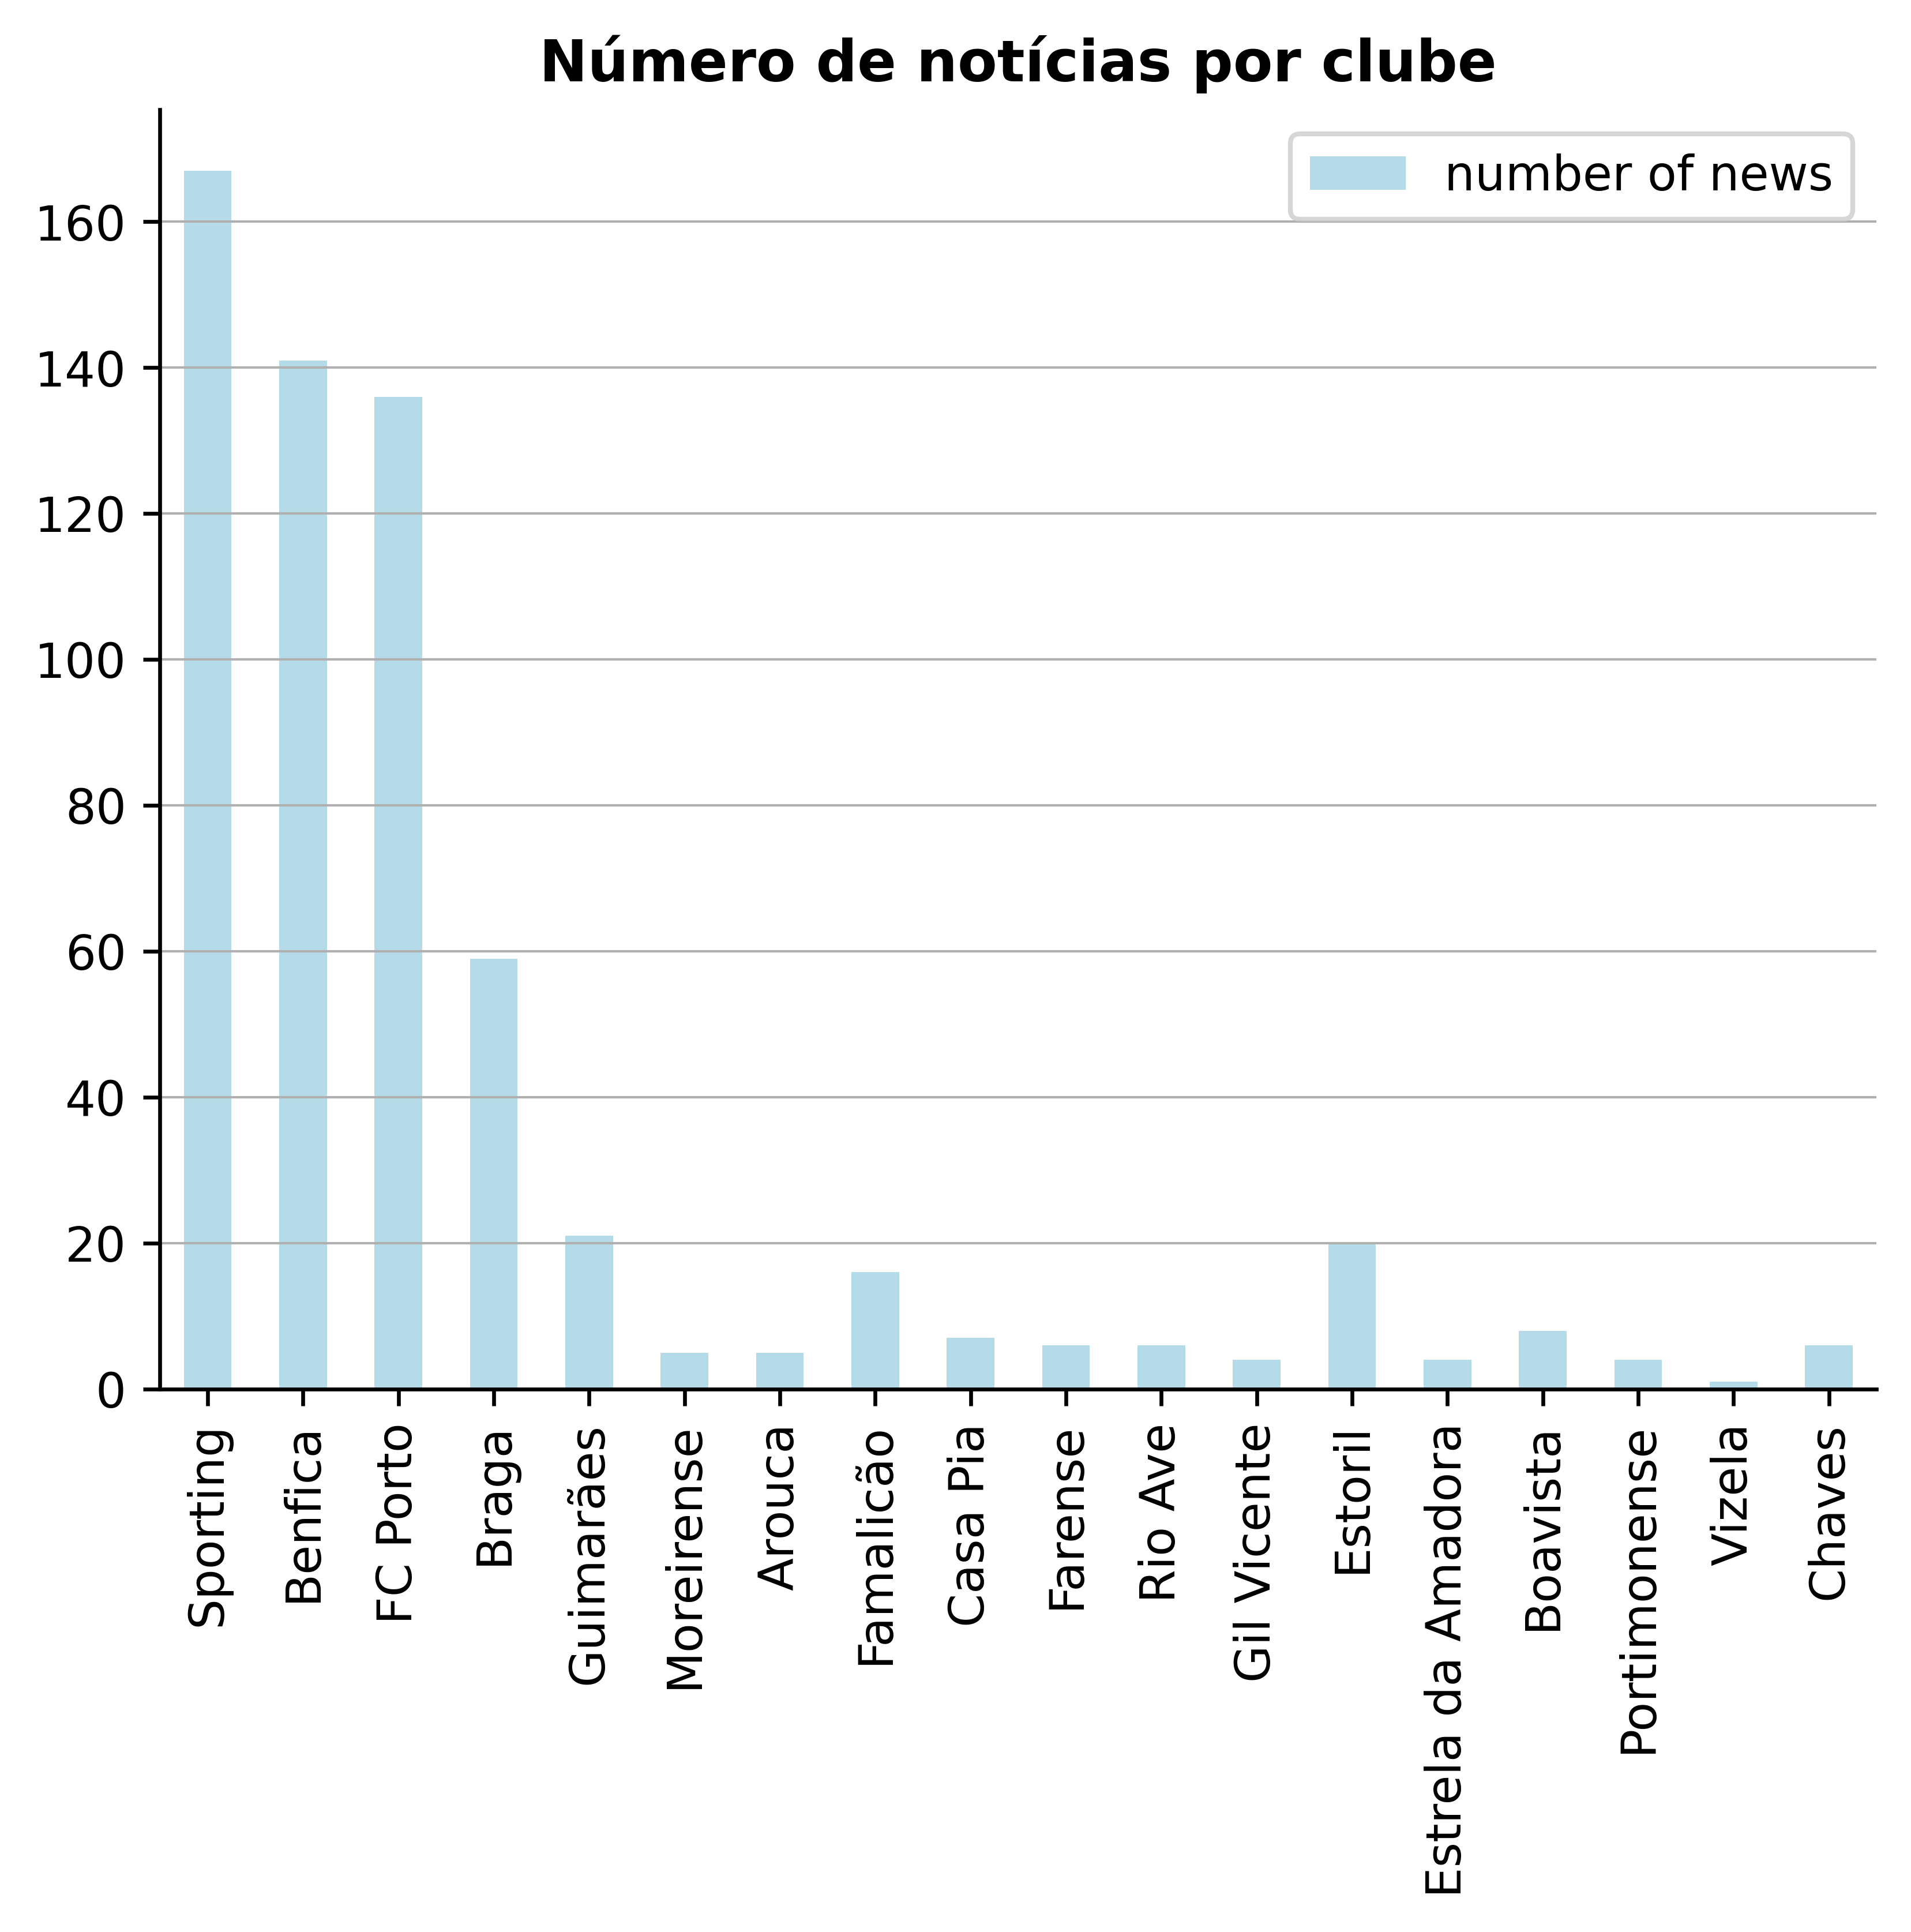 Número de notícias por clube
number of news
160
140
120
100
80
60
40
20
0
Sporting
Benfica
FC Porto
Braga
Guimarães
Moreirense
Arouca
Famalicão
Casa Pia
Farense
Rio Ave
Gil Vicente
Estoril
Estrela da Amadora
Boavista
Portimonense
Vizela
Chaves